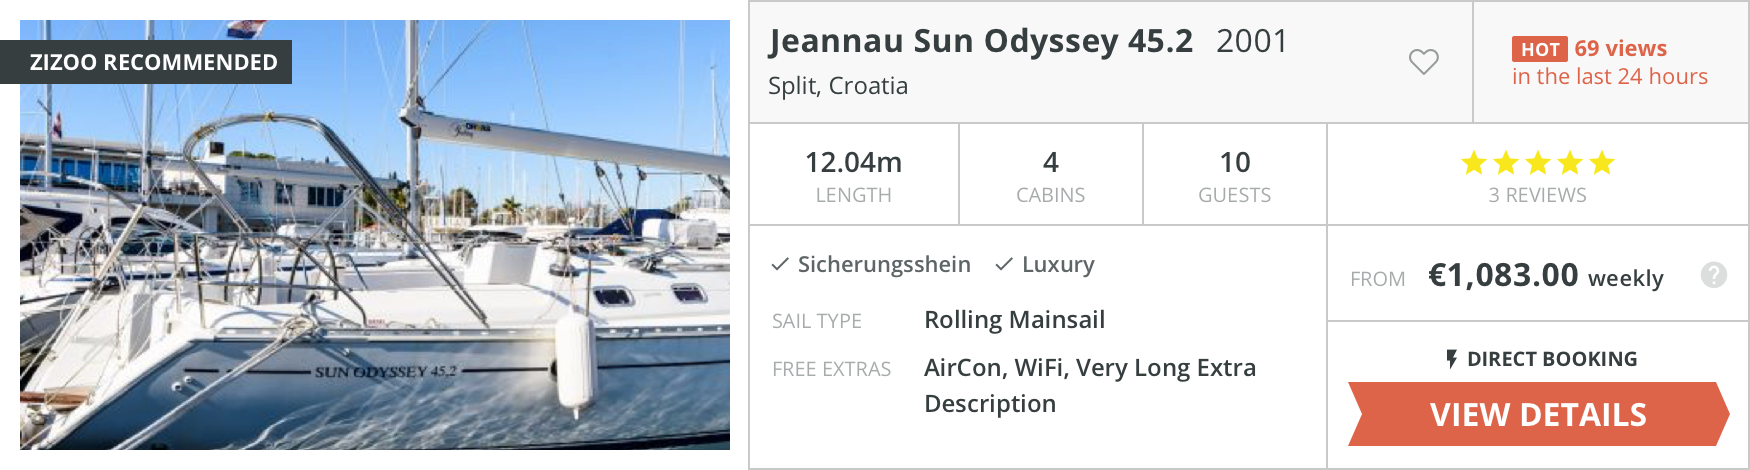 ZIZOO RECOMMENDED
SUN ODYSSEY 45.2
Jeannau Sun Odyssey 45.2 2001
Split, Croatia
HOT 69 views
in the last 24 hours
12.04m
LENGTH
4
CABINS
10
GUESTS
3 REVIEWS
Sicherungsshein Luxury
SAIL TYPE Rolling Mainsail
FREE EXTRAS AirCon, WiFi, Very Long Extra
Description
FROM €1,083.00 weekly ?
DIRECT BOOKING
VIEW DETAILS